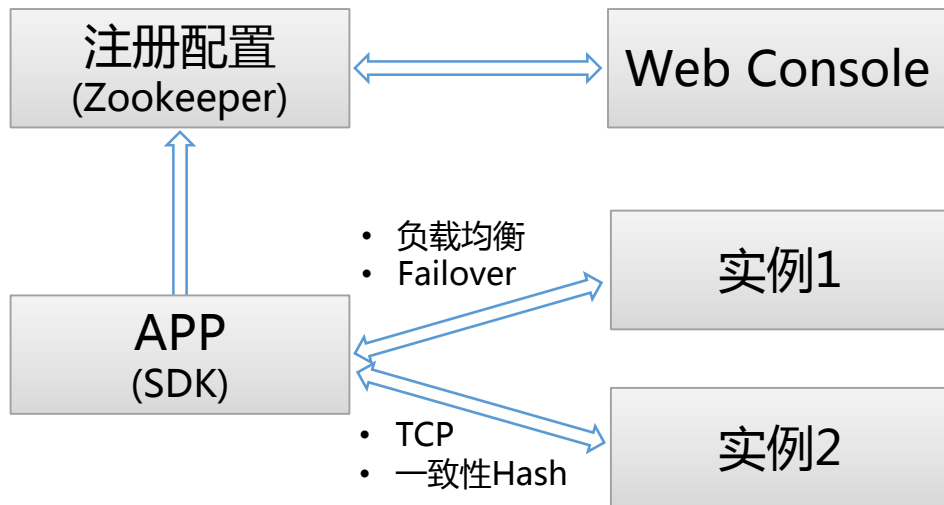 注册配置
(Zookeeper)
Web Console
• 负载均衡
• Failover
实例1
APP
(SDK)
• TCP
• 一致性Hash
实例2